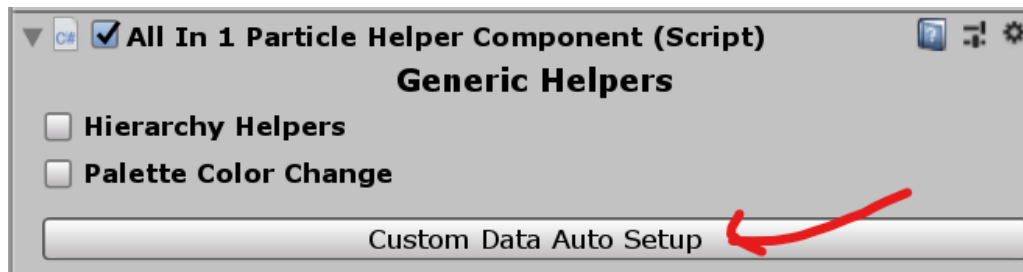 All In 1 Particle Helper Component (Script)
Generic Helpers
Hierarchy Helpers
Palette Color Change
Custom Data Auto Setup